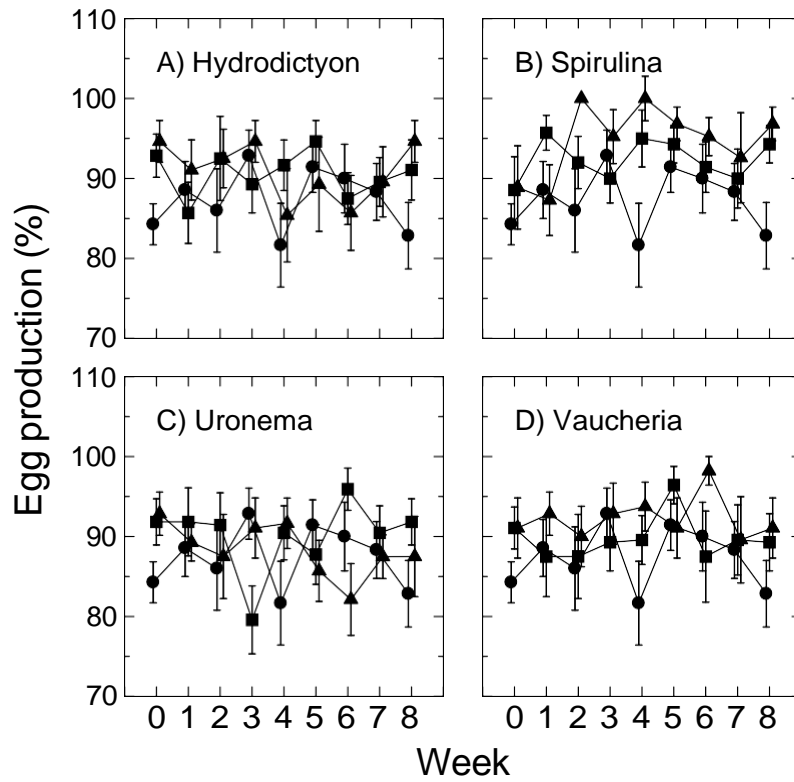 Egg production (%)
110
100
90
80
70
A) Hydrodictyon
B) Spirulina
110
100
90
80
70
C) Uronema
D) Vaucheria
0 1 2 3 4 5 6 7 8
0 1 2 3 4 5 6 7 8
Week